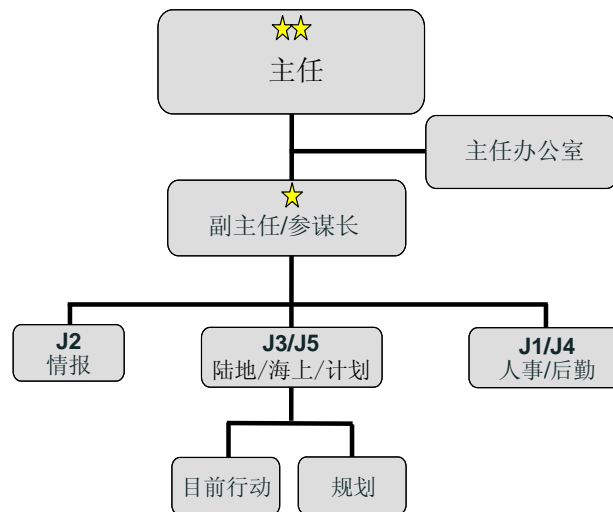 主任
主任办公室
副主任/参谋长
J2
情报
J3/J5
陆地/海上/计划
J1/J4
人事/后勤
目前行动
规划